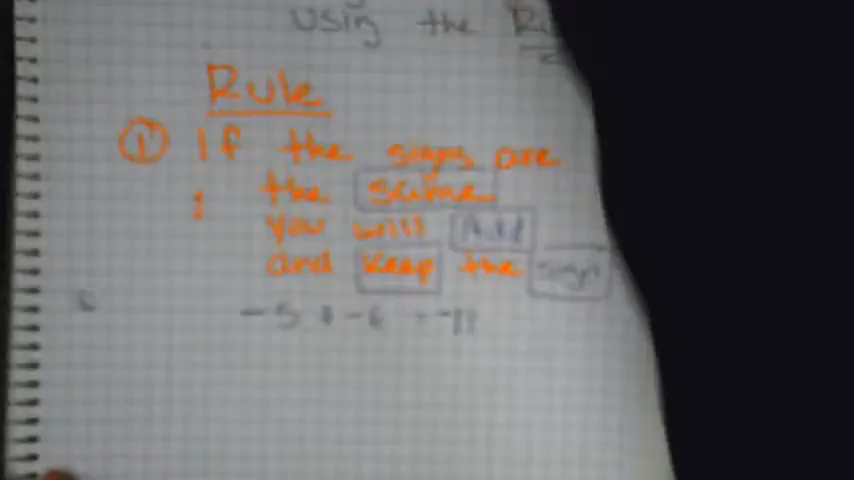 Using the
Rule
① If the signs are
the same
you will Add
and keep the sign
-5 + -6 = -11